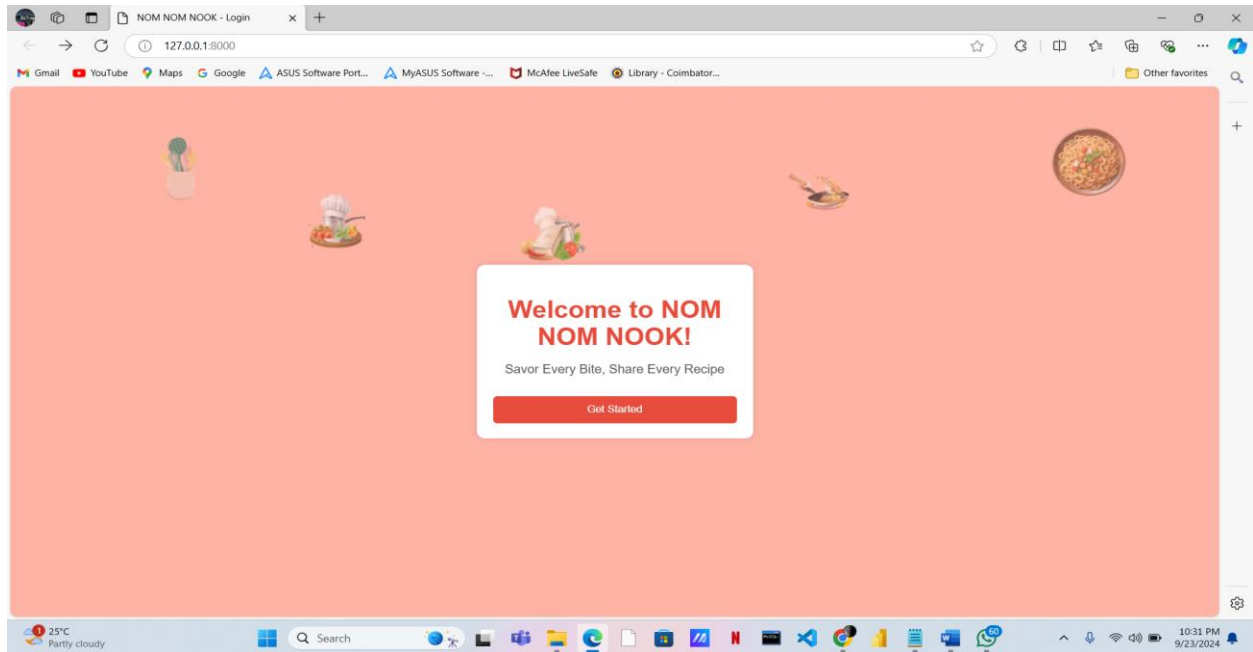 NOM NOM NOOK - Login
127.0.0.1:8000
Gmail YouTube Maps Google ASUS Software Port... MyASUS Software -... McAfee LiveSafe Library - Coimbator... Other favorites
Welcome to NOM
NOM NOOK!
Savor Every Bite, Share Every Recipe
Get Started
1 25°C
Partly cloudy
Search
60
10:31 PM
9/23/2024